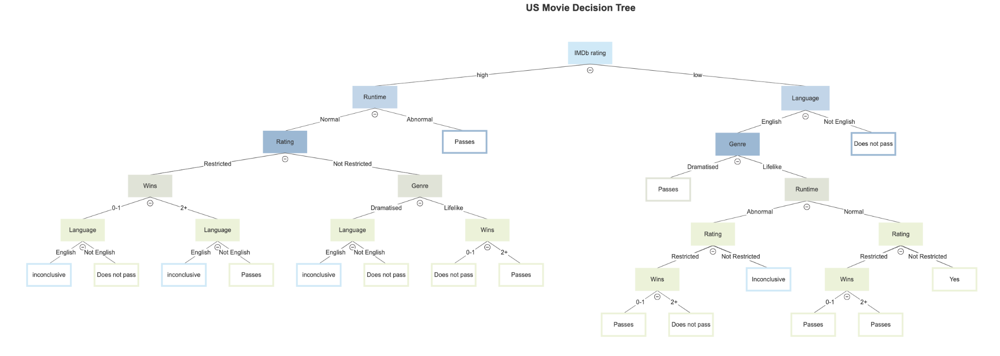 US Movie Decision Tree
IMDb rating
high
low
Runtime
Language
Normal
Abnormal
English
Not English
Rating
Passes
Genre
Does not pass
Restricted
Not Restricted
Dramatised
Lifelike
Wins
Genre
Passes
Runtime
0-1
2+
Dramatised
Lifelike
Abnormal
Normal
Language
Language
Language
Wins
Rating
Rating
English
Not English
English
Not English
English
Not English
0-1
2+
Restricted
Not Restricted
Restricted
Not Restricted
inconclusive
Does not pass
inconclusive
Passes
inconclusive
Does not pass
Does not pass
Passes
Wins
Inconclusive
Wins
Yes
0-1
2+
0-1
2+
Passes
Does not pass
Passes
Passes